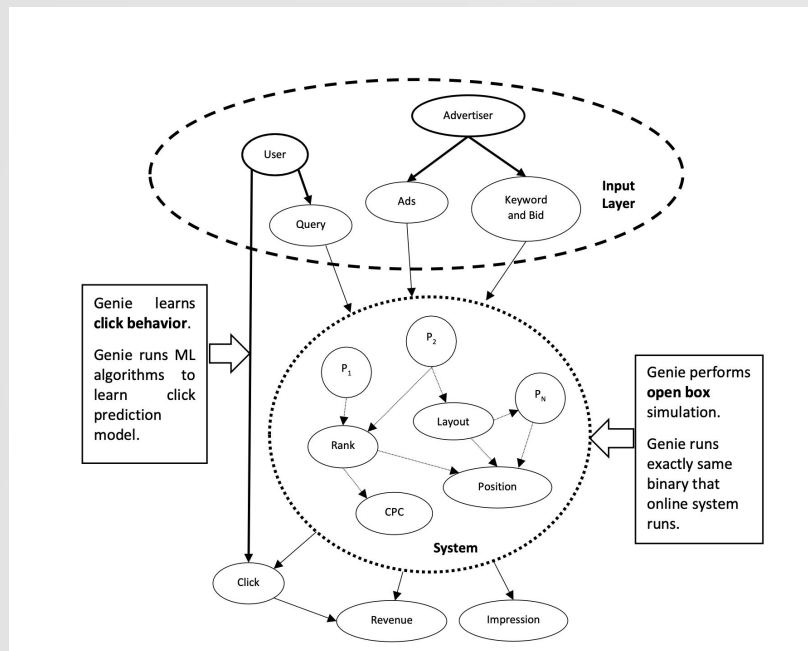 Advertiser
User
Ads
Keyword
and Bid
Input
Layer
Query
Genie learns
click behavior.
Genie runs ML
algorithms to
learn click
prediction
model.
P1
P2
PN
Layout
Rank
Position
CPC
System
Genie performs
open box
simulation.
Genie runs
exactly same
binary that
online system
runs.
Click
Revenue
Impression